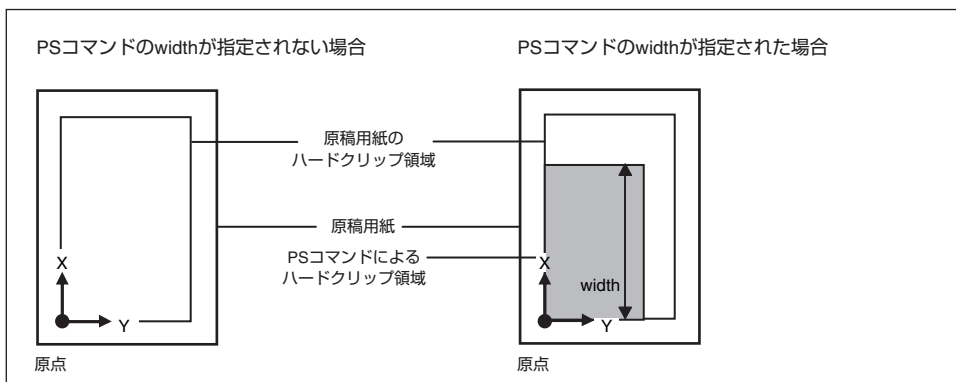 PSコマンドのwidthが指定されない場合
PSコマンドのwidthが指定された場合
原稿用紙の
ハードクリップ領域
原稿用紙
PSコマンドによる
ハードクリップ領域
X
Y
原点
X
width
Y
原点